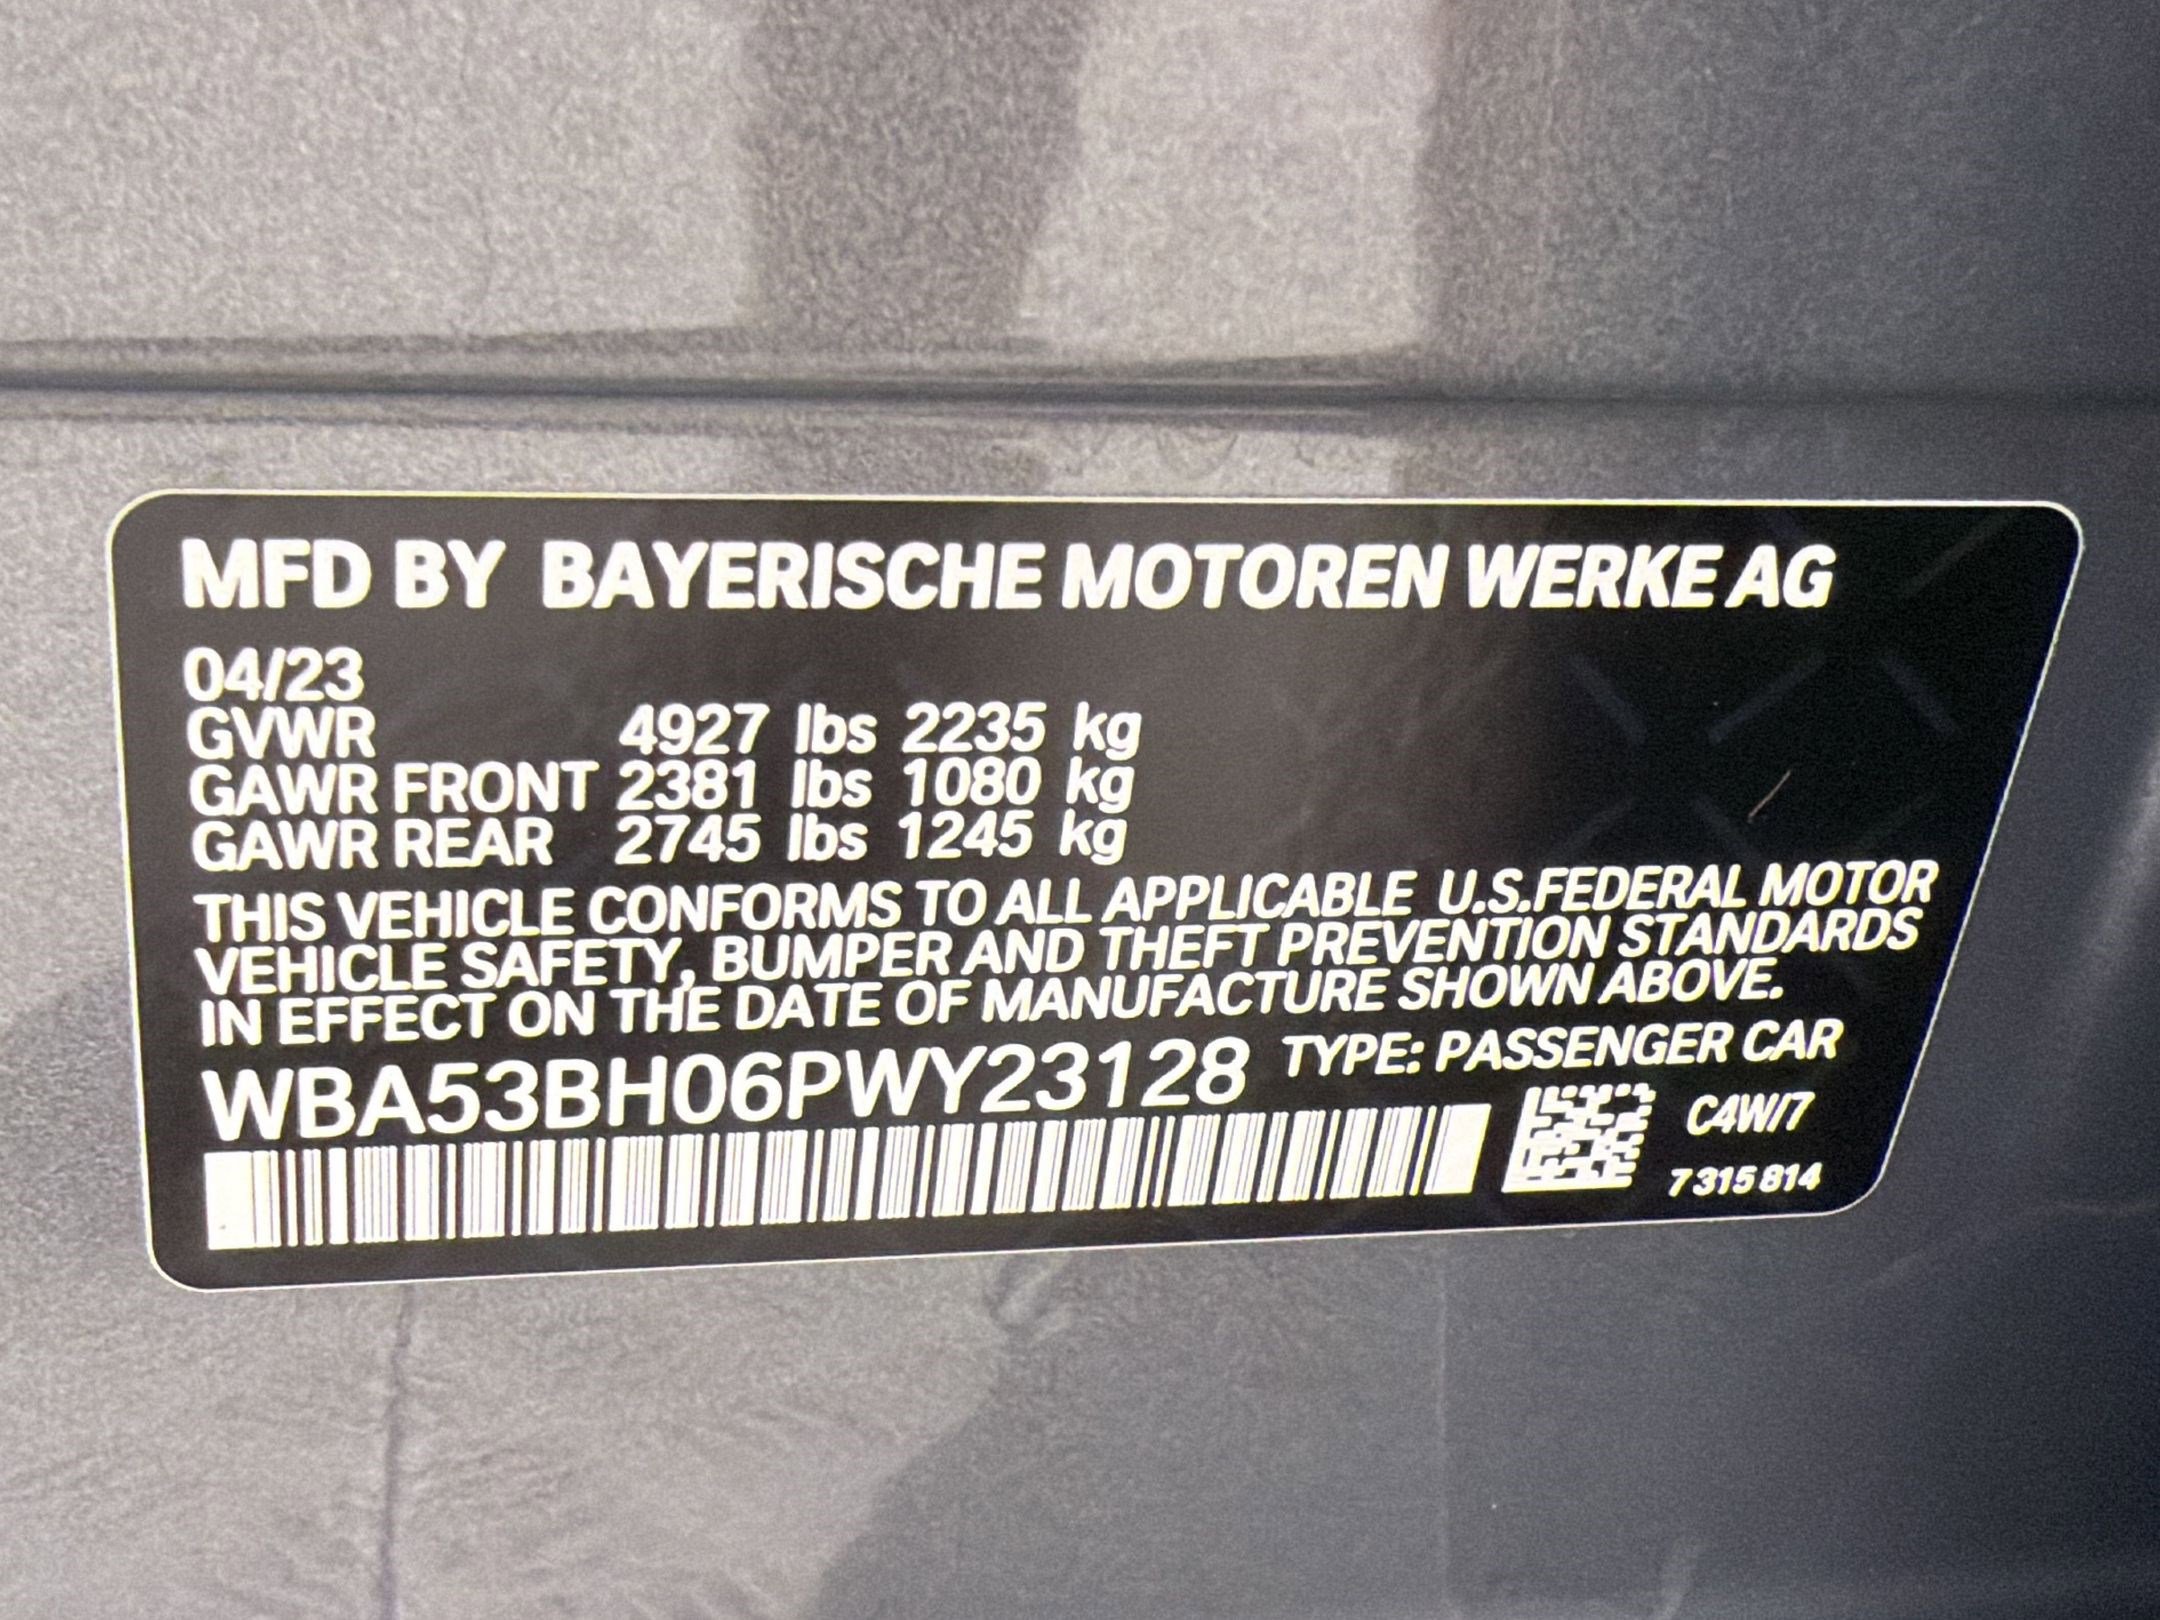 MFD BY BAYERISCHE MOTOREN WERKE AG
04/23
GVWR 4927 lbs 2235 kg
GAWR FRONT 2381 lbs 1080 kg
GAWR REAR 2745 lbs 1245 kg
THIS VEHICLE CONFORMS TO ALL APPLICABLE U.S.FEDERAL MOTOR
VEHICLE SAFETY, BUMPER AND THEFT PREVENTION STANDARDS
IN EFFECT ON THE DATE OF MANUFACTURE SHOWN ABOVE.
WBA53BH06PWY23128 TYPE: PASSENGER CAR
C4W/7
7 315 814